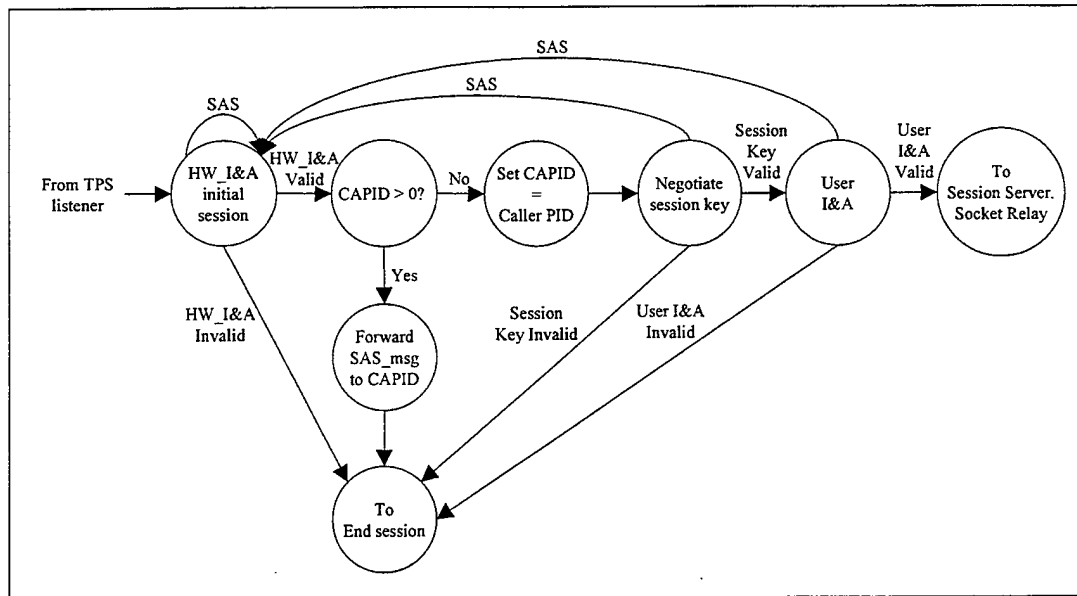 SAS
SAS
SAS
From TPS
listener
HW_I&A
initial
session
HW_I&A
Valid
CAPID > 0?
No
Set CAPID
=
Caller PID
Negotiate
session key
Session
Key
Valid
User
I&A
User
I&A
Valid
To
Session Server.
Socket Relay
Yes
HW_I&A
Invalid
Forward
SAS_msg
to CAPID
Session
Key Invalid
User I&A
Invalid
To
End session